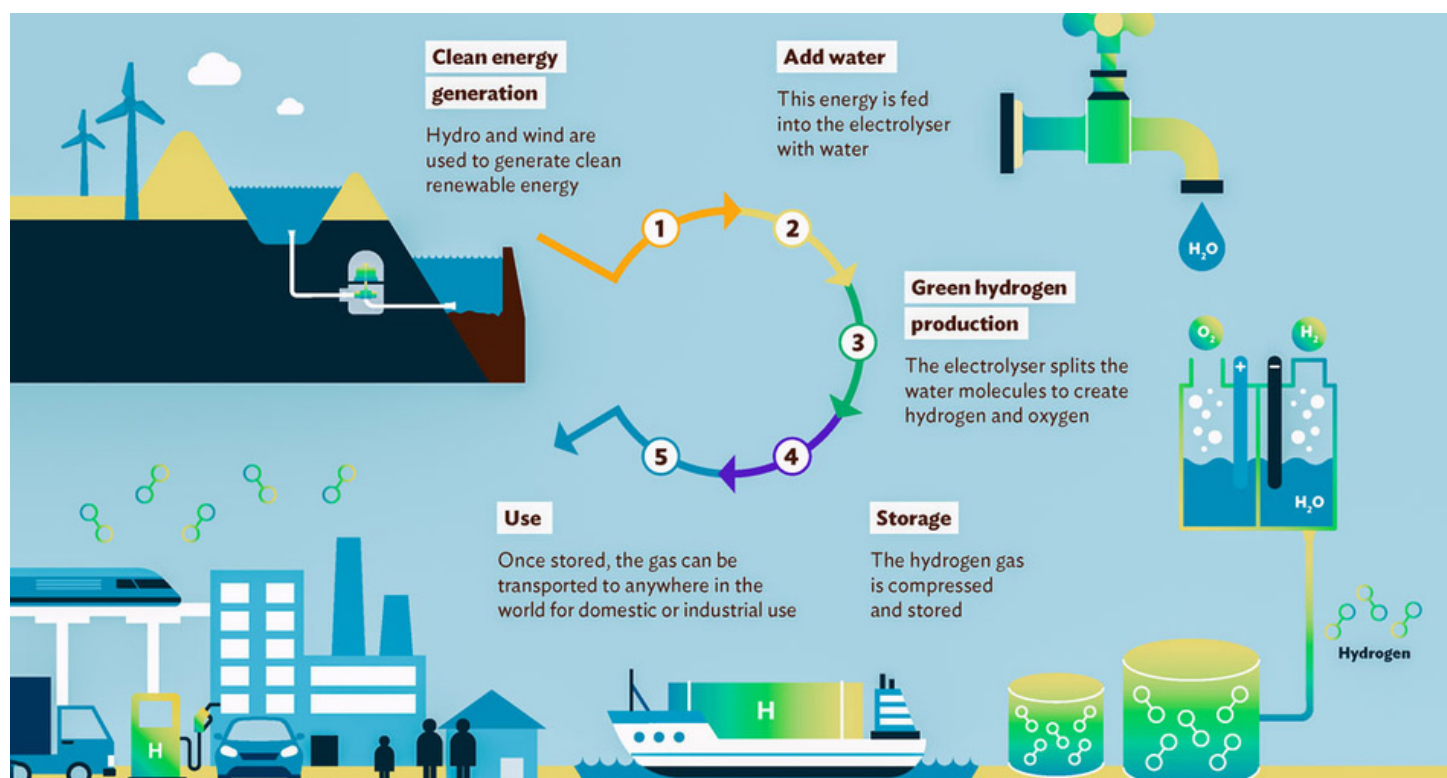 Clean energy
generation
Hydro and wind are
used to generate clean
renewable energy
Add water
This energy is fed
into the electrolyser
with water
H₂O
1
2
3
4
5
Green hydrogen
production
The electrolyser splits the
water molecules to create
hydrogen and oxygen
O₂
H₂
+
−
H₂O
Use
Once stored, the gas can be
transported to anywhere in the
world for domestic or industrial use
Storage
The hydrogen gas
is compressed
and stored
Hydrogen
H
H